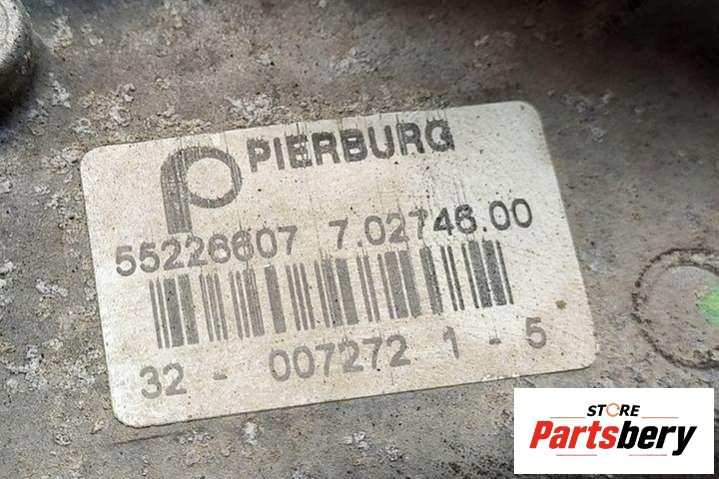 PIERBURG
55226607 7.02746.00
32 - 007272 1 - 5
STORE
Partsbery